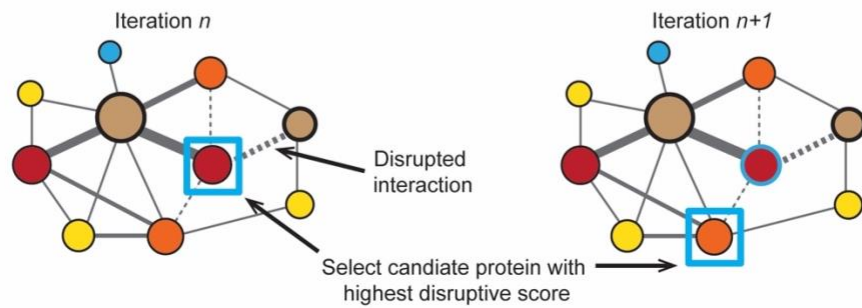 Iteration n
Iteration n+1
Disrupted
interaction
Select candiate protein with
highest disruptive score